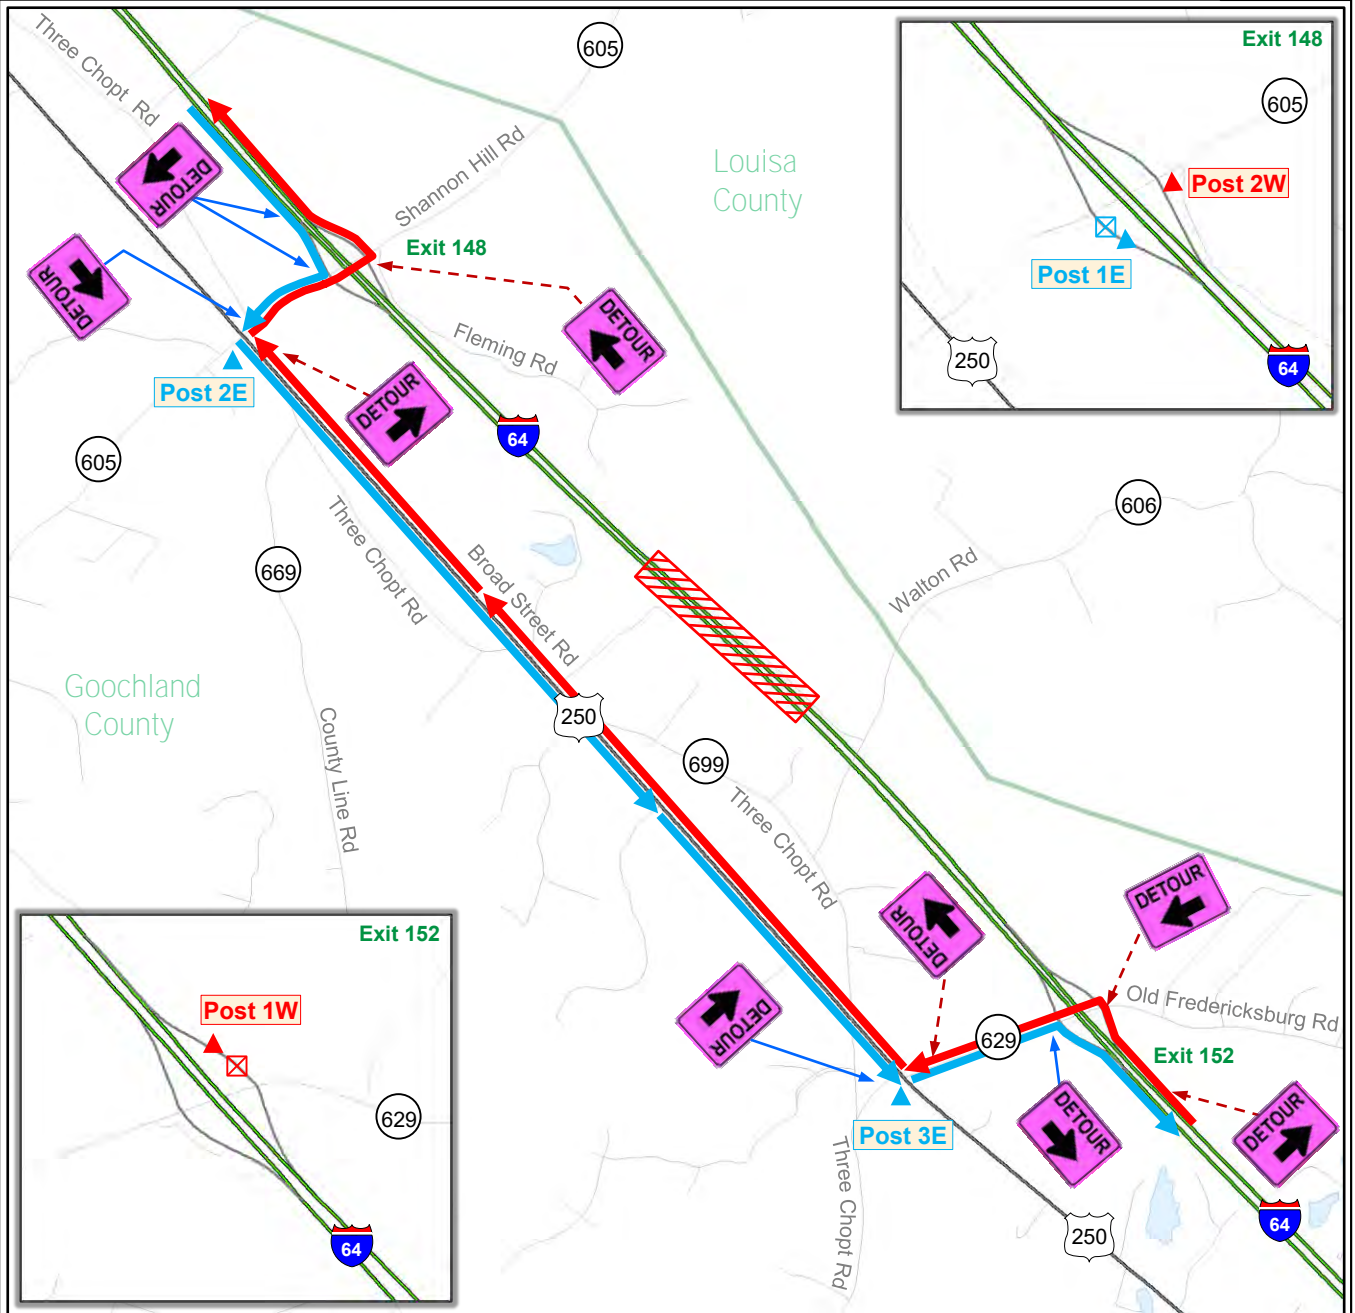 Three Chopt Rd
605
Exit 148
605
Post 2W
Post 1E
250
64
Louisa
County
Shannon Hill Rd
DETOUR
DETOUR
Exit 148
DETOUR
Fleming Rd
Post 2E
DETOUR
64
605
606
Three Chopt Rd
669
Broad Street Rd
Walton Rd
Goochland
County
250
County Line Rd
699
Three Chopt Rd
DETOUR
DETOUR
Exit 152
Post 1W
629
64
DETOUR
Old Fredericksburg Rd
629
Exit 152
DETOUR
DETOUR
Post 3E
Three Chopt Rd
250
64